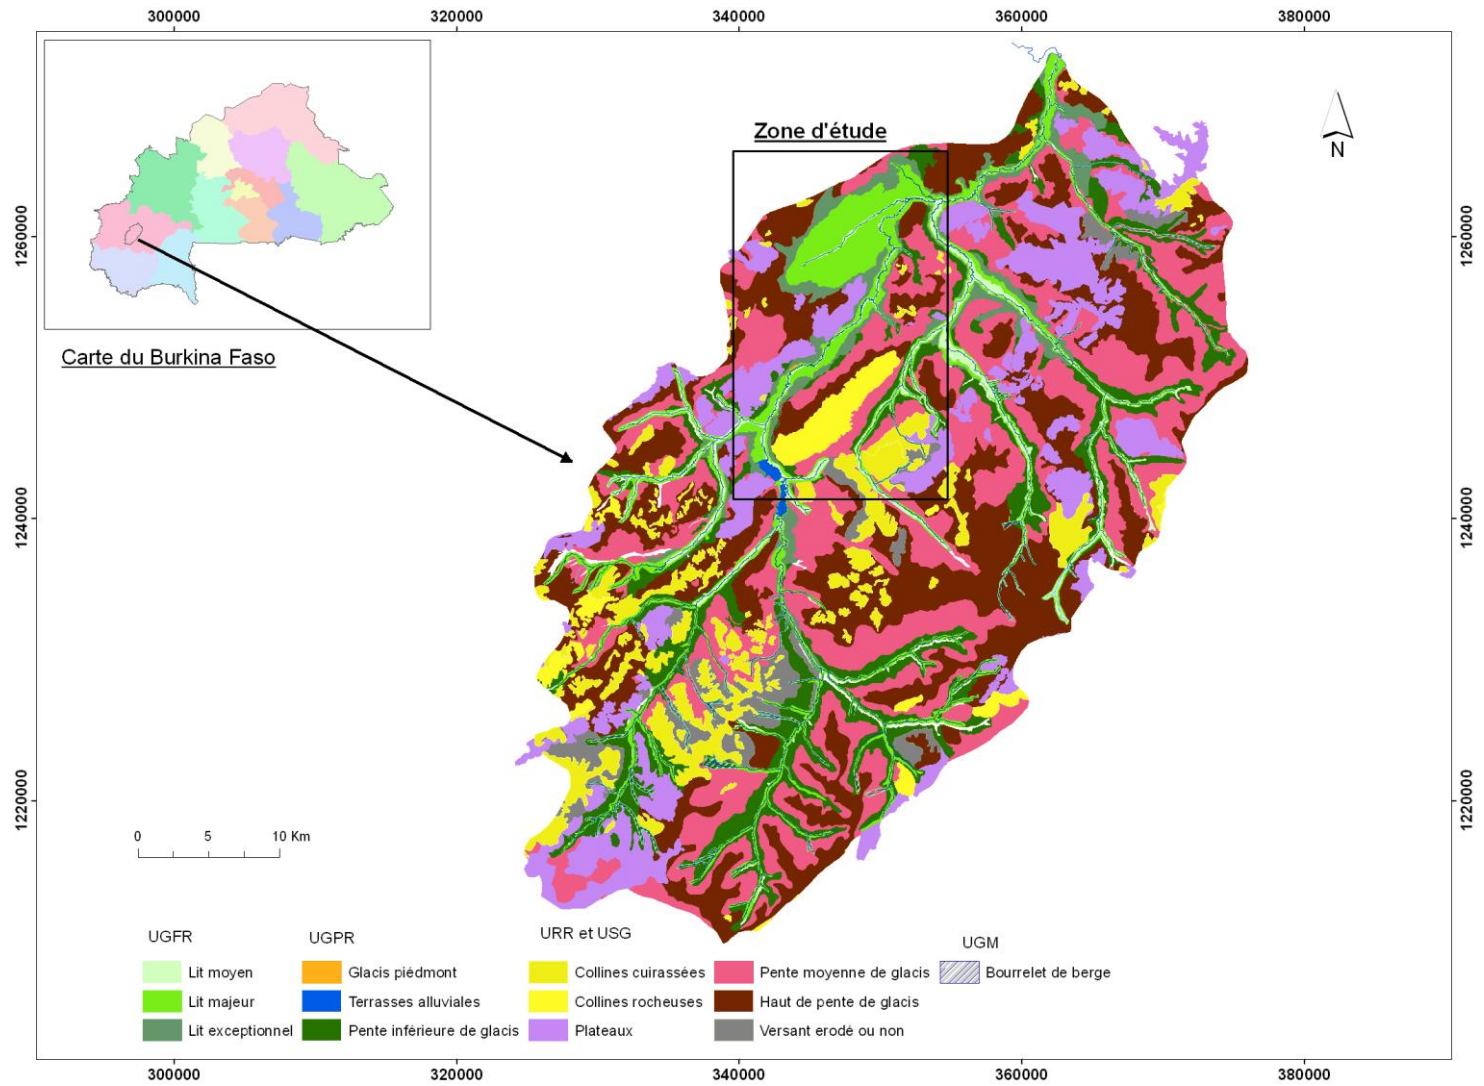 300000 320000 340000 360000 380000
Zone d'étude
N
1260000 1260000
Carte du Burkina Faso
1240000 1240000
1220000 1220000
0 5 10 Km
UGFR UGPR URR et USG UGM
Lit moyen Glacis piédmont Collines cuirassées Pente moyenne de glacis Bourrelet de berge
Lit majeur Terrasses alluviales Collines rocheuses Haut de pente de glacis
Lit exceptionnel Pente inférieure de glacis Plateaux Versant erodé ou non
300000 320000 340000 360000 380000